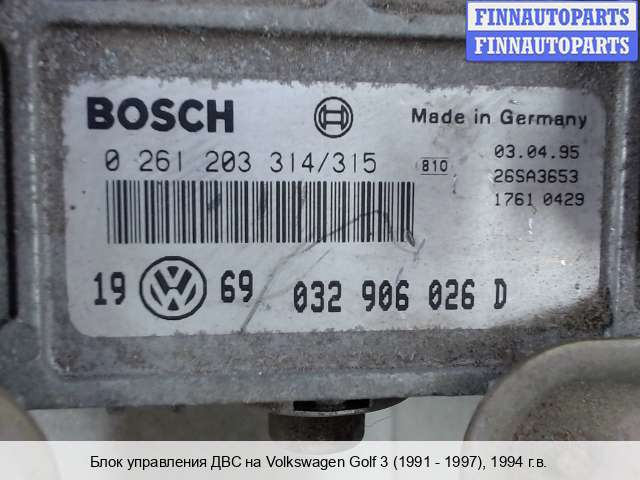 FINNAUTOPARTS
FINNAUTOPARTS
BOSCH
Made in Germany
0 261 203 314/315
810
03.04.95
26SA3653
1761 0429
19 69 032 906 026 D
Блок управления ДВС на Volkswagen Golf 3 (1991 - 1997), 1994 г.в.